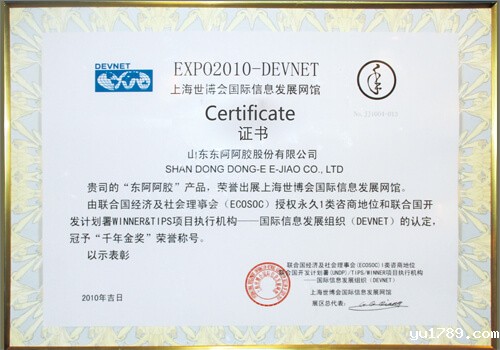 DEVNET
EXPO2010-DEVNET
上海世博会国际信息发展网馆
Certificate
证书
山东东阿阿胶股份有限公司
SHAN DONG DONG-E E-JIAO CO., LTD
贵司的“东阿阿胶”产品，荣誉出展上海世博会国际信息发展网馆。
由联合国经济及社会理事会（ECOSOC）授权永久I类咨商地位和联合国开
发计划署WINNER&TIPS项目执行机构——国际信息发展组织（DEVNET）的认定，
冠予“千年金奖”荣誉称号。
以示表彰
联合国经济及社会理事会（ECOSOC）I类咨商地位
联合国开发计划署（UNDP）/TIPS/WINNER项目执行机构
——国际信息发展组织（DEVNET）
上海世博会国际信息发展网馆
展区总代表：
2010年吉日
yu1789.com